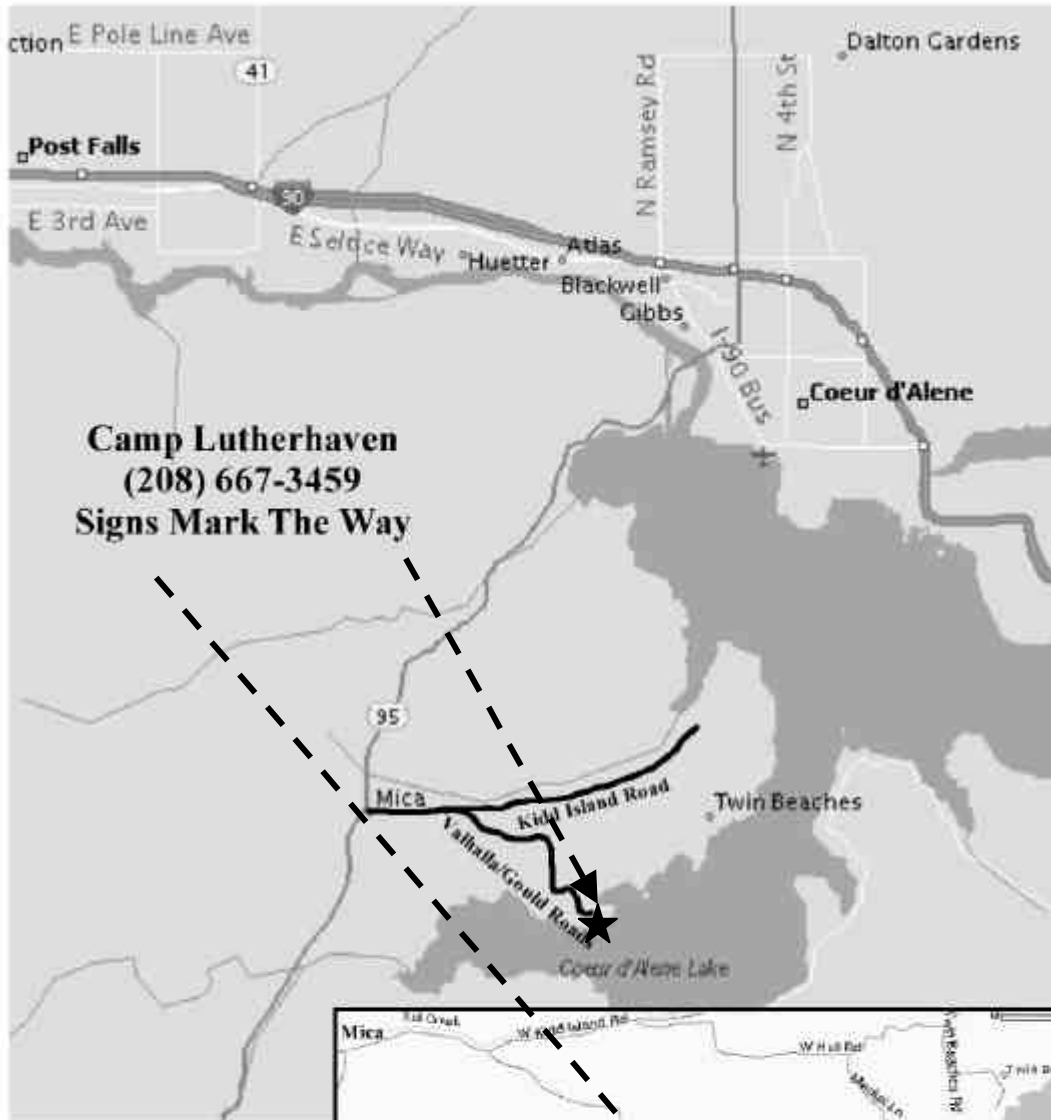 ction
E Pole Line Ave
Dalton Gardens
41
N Ramsey Rd
N 4th St
Post Falls
90
E 3rd Ave
E Seltice Way
Huetter
Atlas
Blackwell
Gibbs
I-90 Bus
Coeur d'Alene
Camp Lutherhaven
(208) 667-3459
Signs Mark The Way
95
Mica
Kidd Island Road
Twin Beaches
Valhalla/Gould Roads
Coeur d'Alene Lake
Mica
W Kidd Island Rd
W Hull Rd
Twin B